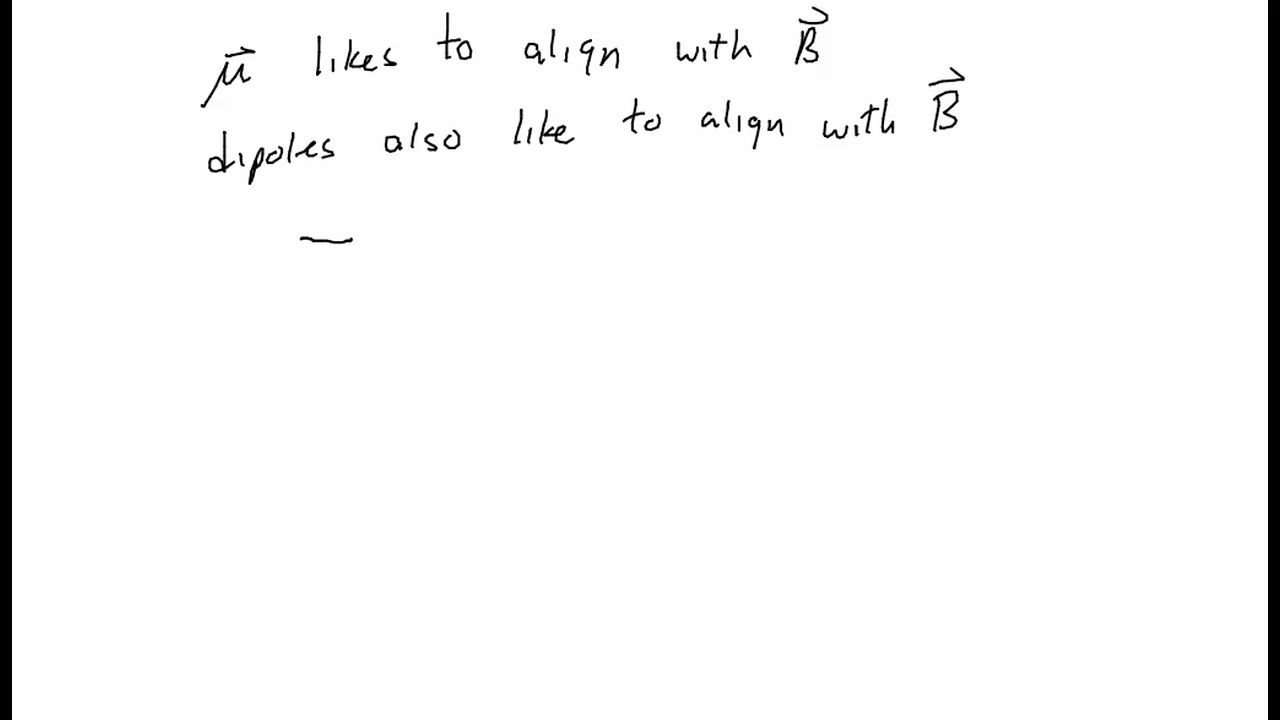 μ⃗ likes to align with B⃗
dipoles also like to align with B⃗